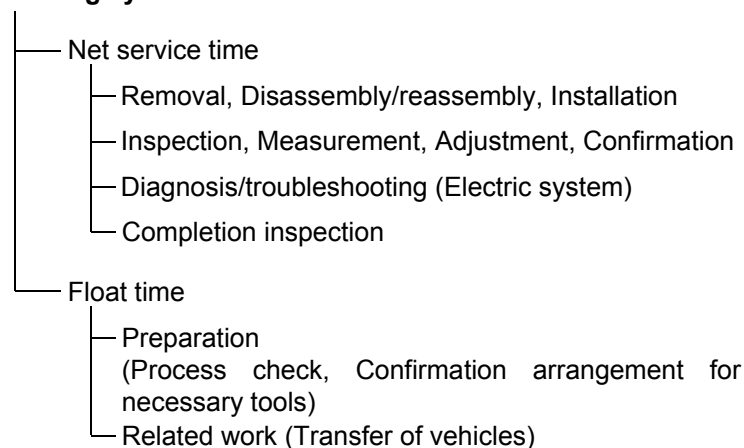 Net service time
Removal, Disassembly/reassembly, Installation
Inspection, Measurement, Adjustment, Confirmation
Diagnosis/troubleshooting (Electric system)
Completion inspection
Float time
Preparation
(Process check, Confirmation arrangement for
necessary tools)
Related work (Transfer of vehicles)